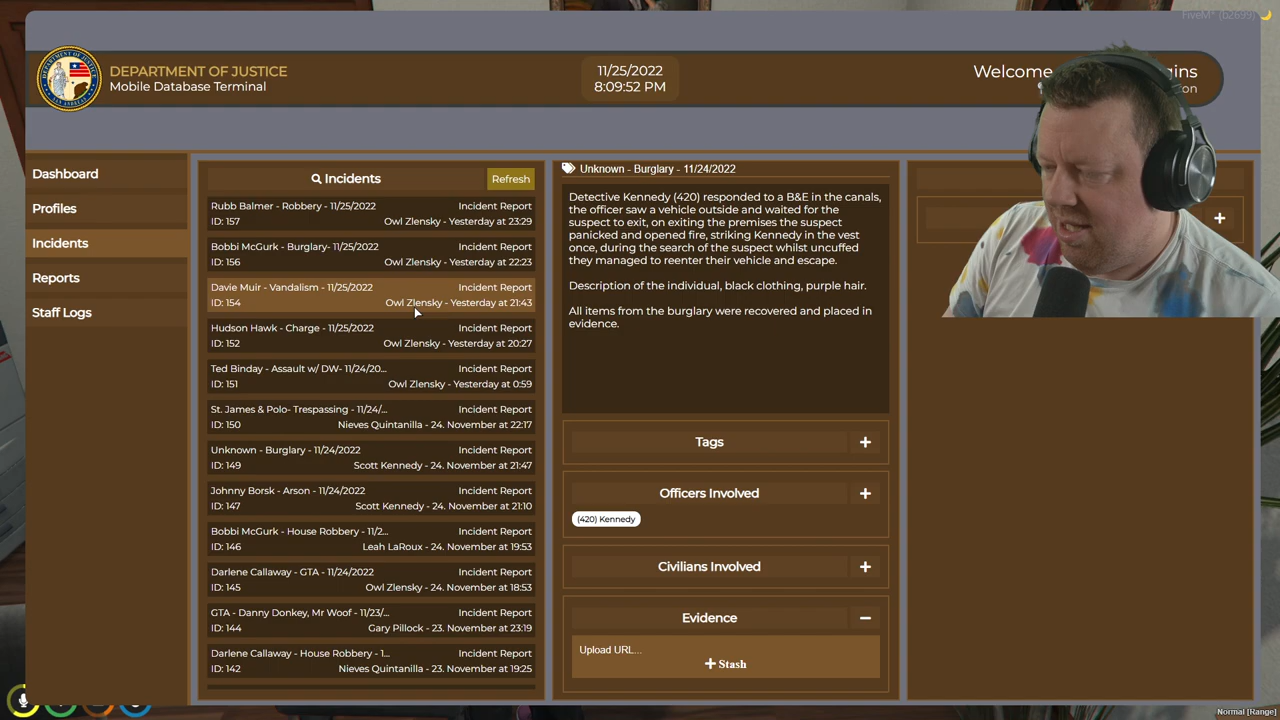 FiveM® (b2699)
DEPARTMENT OF JUSTICE
Mobile Database Terminal
11/25/2022
8:09:52 PM
Welcome
Dashboard
Profiles
Incidents
Reports
Staff Logs
Incidents
Refresh
Rubb Balmer - Robbery - 11/25/2022 Incident Report
ID: 157 Owl Zlensky - Yesterday at 23:29
Bobbi McGurk - Burglary- 11/25/2022 Incident Report
ID: 156 Owl Zlensky - Yesterday at 22:23
Davie Muir - Vandalism - 11/25/2022 Incident Report
ID: 154 Owl Zlensky - Yesterday at 21:43
Hudson Hawk - Charge - 11/25/2022 Incident Report
ID: 152 Owl Zlensky - Yesterday at 20:27
Ted Binday - Assault w/ DW- 11/24/20... Incident Report
ID: 151 Owl Zlensky - Yesterday at 0:59
St. James & Polo- Trespassing - 11/24/... Incident Report
ID: 150 Nieves Quintanilla - 24. November at 22:17
Unknown - Burglary - 11/24/2022 Incident Report
ID: 149 Scott Kennedy - 24. November at 21:47
Johnny Borsk - Arson - 11/24/2022 Incident Report
ID: 147 Scott Kennedy - 24. November at 21:10
Bobbi McGurk - House Robbery - 11/2... Incident Report
ID: 146 Leah LaRoux - 24. November at 19:53
Darlene Callaway - GTA - 11/24/2022 Incident Report
ID: 145 Owl Zlensky - 24. November at 18:53
GTA - Danny Donkey, Mr Woof - 11/23/... Incident Report
ID: 144 Gary Pillock - 23. November at 23:19
Darlene Callaway - House Robbery - 1... Incident Report
ID: 142 Nieves Quintanilla - 23. November at 19:25
Unknown - Burglary - 11/24/2022
Detective Kennedy (420) responded to a B&E in the canals,
the officer saw a vehicle outside and waited for the
suspect to exit, on exiting the premises the suspect
panicked and opened fire, striking Kennedy in the vest
once, during the search of the suspect whilst uncuffed
they managed to reenter their vehicle and escape.
Description of the individual, black clothing, purple hair.
All items from the burglary were recovered and placed in
evidence.
Tags
Officers Involved
(420) Kennedy
Civilians Involved
Evidence
Upload URL...
Stash
Normal [Range]